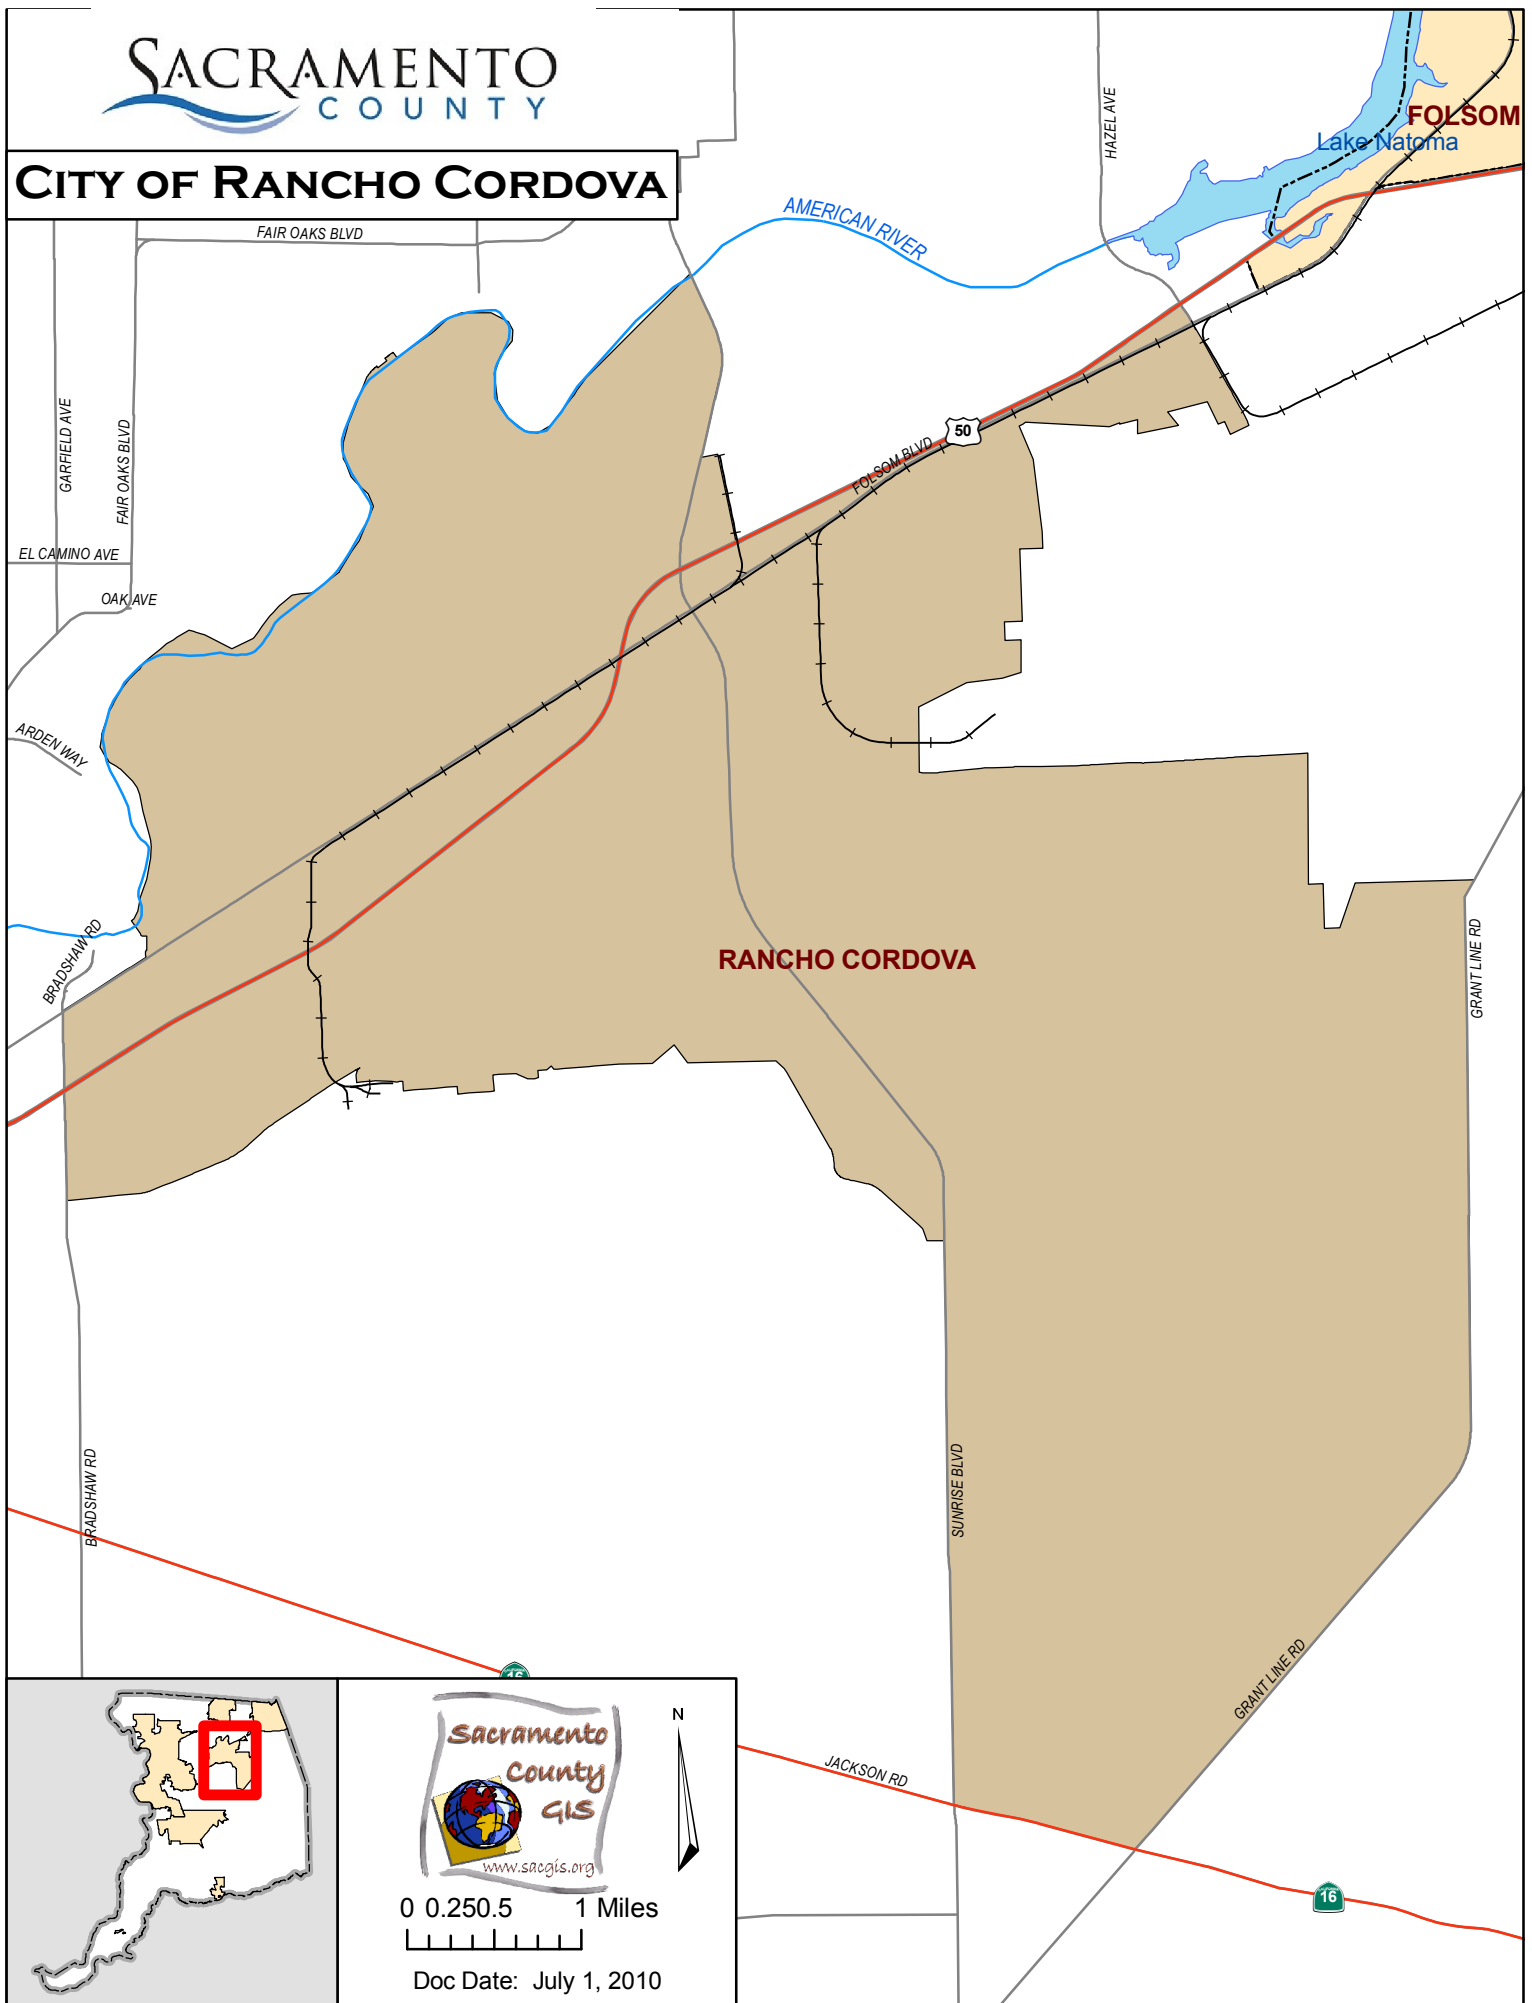 SACRAMENTO
COUNTY
CITY OF RANCHO CORDOVA
FOLSOM
Lake Natoma
HAZEL AVE
AMERICAN RIVER
FAIR OAKS BLVD
GARFIELD AVE
FAIR OAKS BLVD
50
FOLSOM BLVD
EL CAMINO AVE
OAK AVE
ARDEN WAY
BRADSHAW RD
RANCHO CORDOVA
GRANT LINE RD
BRADSHAW RD
SUNRISE BLVD
GRANT LINE RD
16
JACKSON RD
16
Sacramento
County
GIS
www.sacgis.org
N
0 0.250.5 1 Miles
Doc Date: July 1, 2010